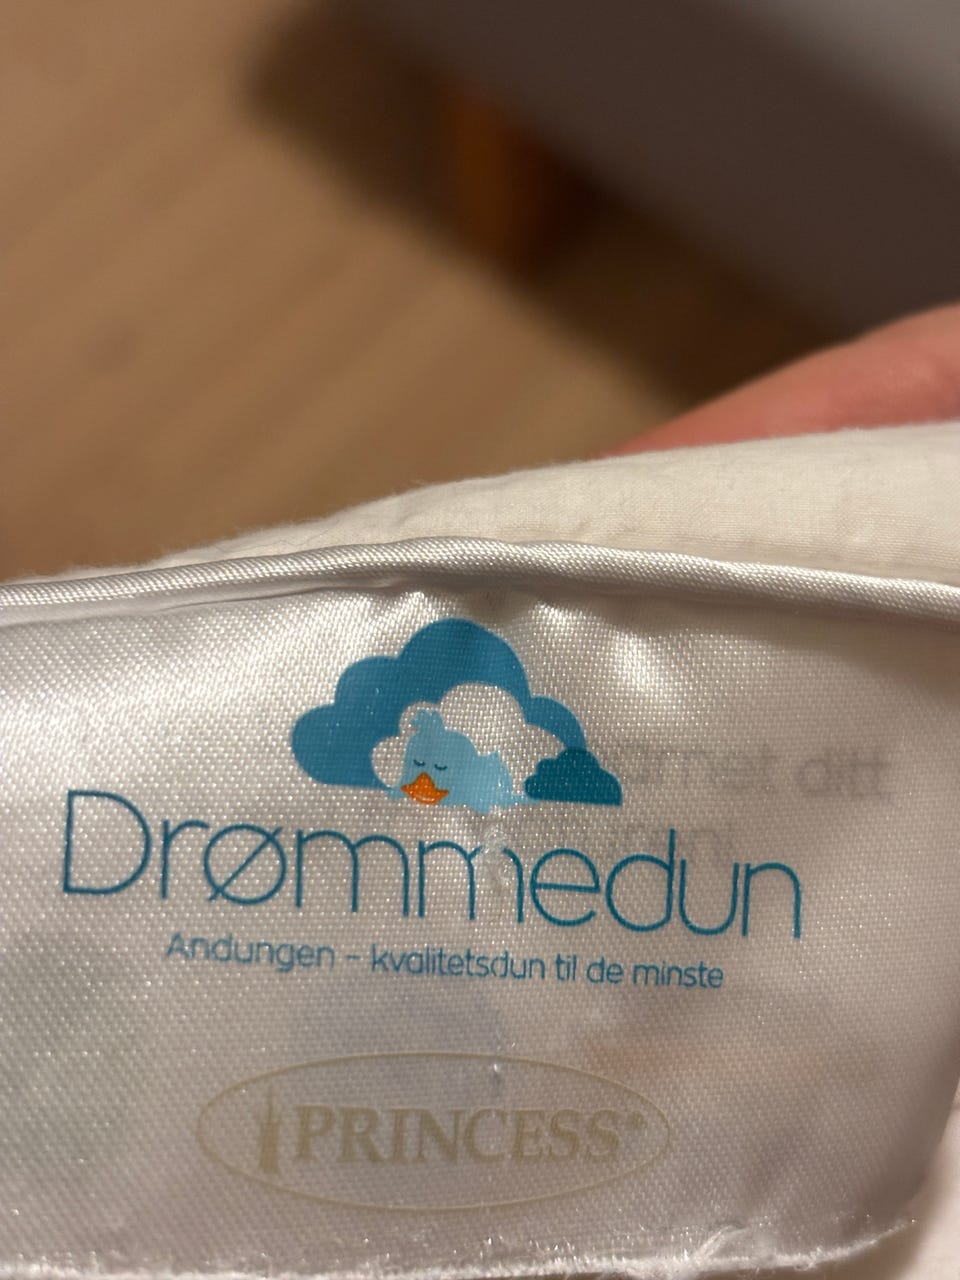 Drømmedun
Andungen - kvalitetsdun til de minste
PRINCESS®